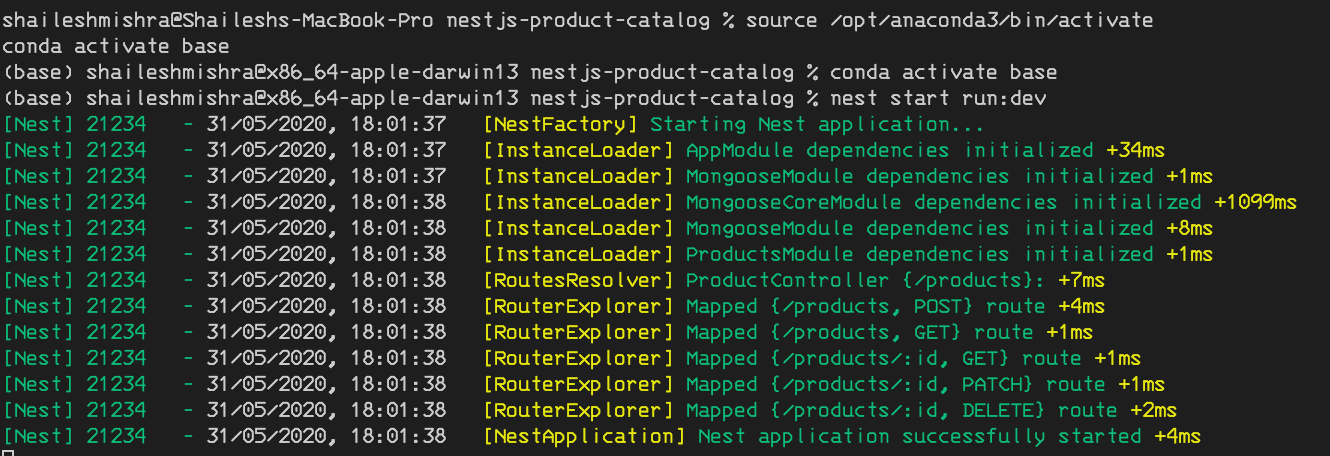 shaileshmishra@Shaileshs-MacBook-Pro nestjs-product-catalog % source /opt/anaconda3/bin/activate
conda activate base
(base) shaileshmishra@x86_64-apple-darwin13 nestjs-product-catalog % conda activate base
(base) shaileshmishra@x86_64-apple-darwin13 nestjs-product-catalog % nest start run:dev
[Nest] 21234   - 31/05/2020, 18:01:37   [NestFactory] Starting Nest application...
[Nest] 21234   - 31/05/2020, 18:01:37   [InstanceLoader] AppModule dependencies initialized +34ms
[Nest] 21234   - 31/05/2020, 18:01:37   [InstanceLoader] MongooseModule dependencies initialized +1ms
[Nest] 21234   - 31/05/2020, 18:01:38   [InstanceLoader] MongooseCoreModule dependencies initialized +1099ms
[Nest] 21234   - 31/05/2020, 18:01:38   [InstanceLoader] MongooseModule dependencies initialized +8ms
[Nest] 21234   - 31/05/2020, 18:01:38   [InstanceLoader] ProductsModule dependencies initialized +1ms
[Nest] 21234   - 31/05/2020, 18:01:38   [RoutesResolver] ProductController {/products}: +7ms
[Nest] 21234   - 31/05/2020, 18:01:38   [RouterExplorer] Mapped {/products, POST} route +4ms
[Nest] 21234   - 31/05/2020, 18:01:38   [RouterExplorer] Mapped {/products, GET} route +1ms
[Nest] 21234   - 31/05/2020, 18:01:38   [RouterExplorer] Mapped {/products/:id, GET} route +1ms
[Nest] 21234   - 31/05/2020, 18:01:38   [RouterExplorer] Mapped {/products/:id, PATCH} route +1ms
[Nest] 21234   - 31/05/2020, 18:01:38   [RouterExplorer] Mapped {/products/:id, DELETE} route +2ms
[Nest] 21234   - 31/05/2020, 18:01:38   [NestApplication] Nest application successfully started +4ms